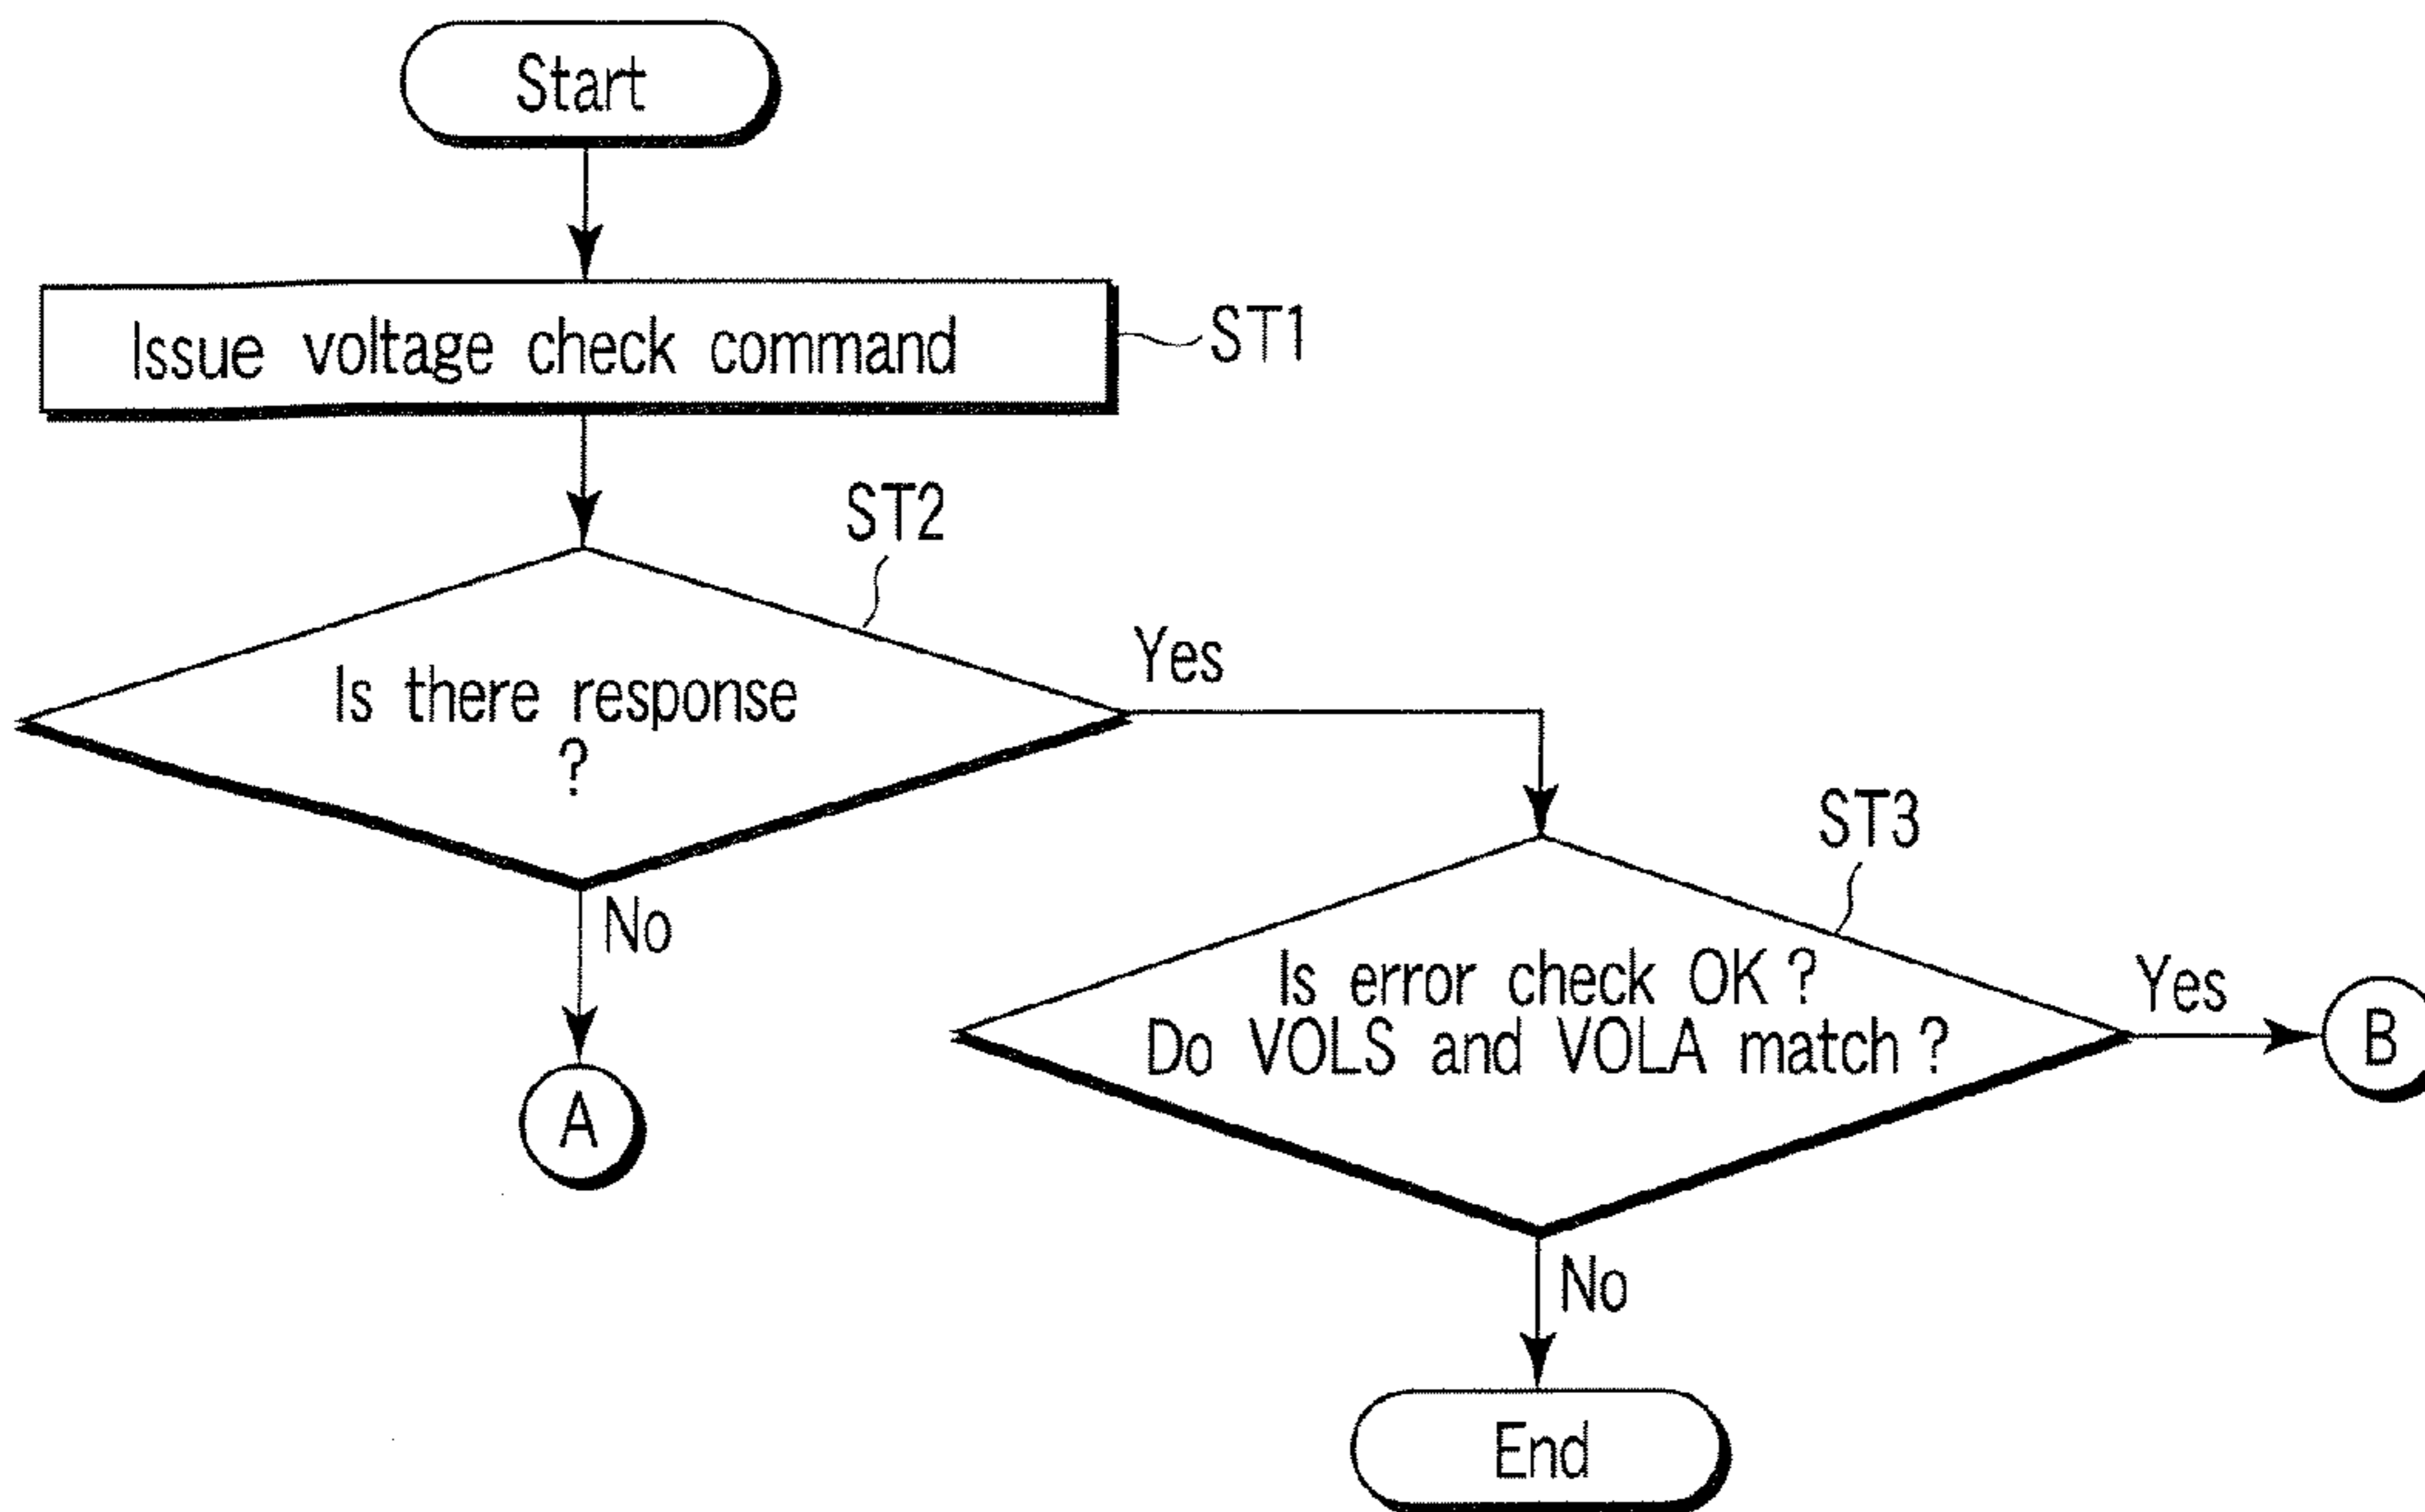 Start
Issue voltage check command
ST1
ST2
Is there response
?
Yes
No
A
ST3
Is error check OK ?
Do VOLS and VOLA match ?
Yes
B
No
End